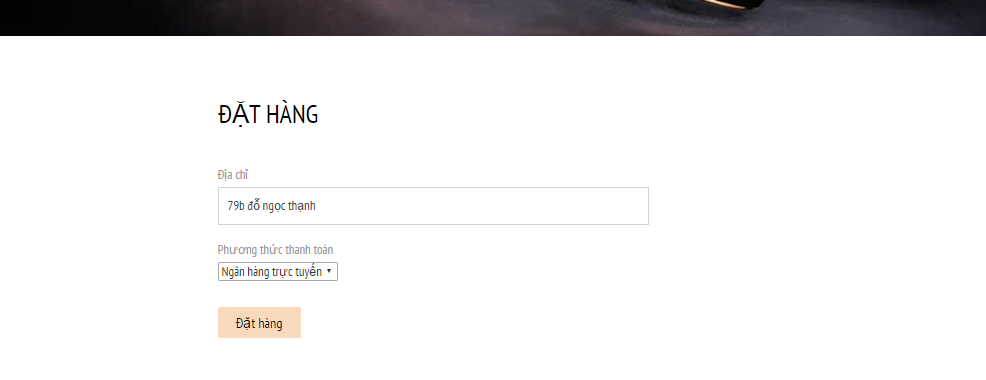 ĐẶT HÀNG
Địa chỉ
79b đỗ ngọc thạnh
Phương thức thanh toán
Ngân hàng trực tuyến
Đặt hàng